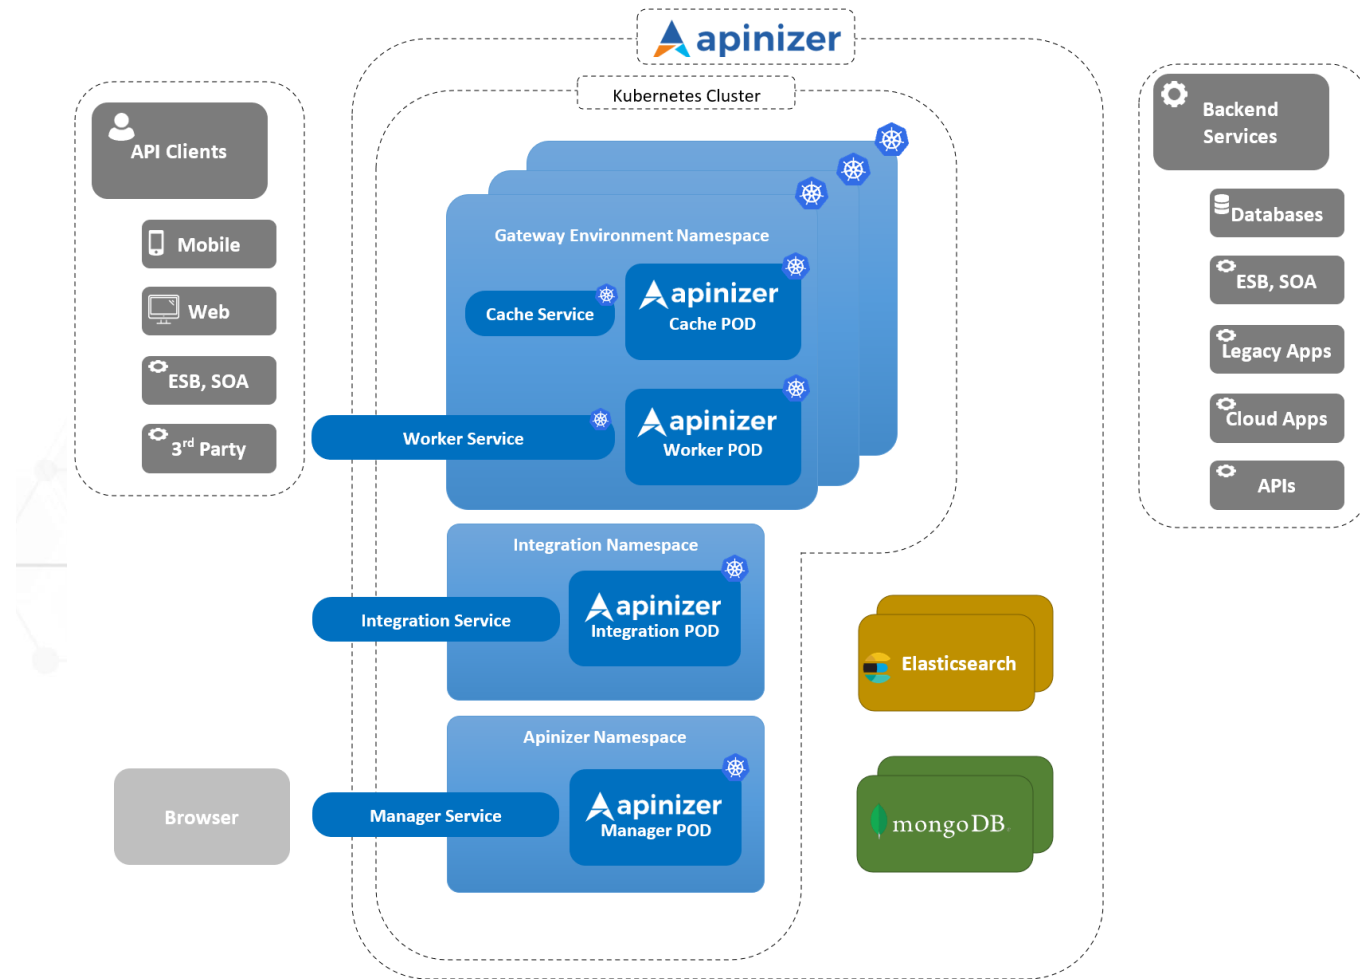 apinizer
Kubernetes Cluster
API Clients
Mobile
Web
ESB, SOA
3rd Party
Gateway Environment Namespace
Cache Service
apinizer
Cache POD
Worker Service
apinizer
Worker POD
Integration Namespace
Integration Service
apinizer
Integration POD
Apinizer Namespace
Browser
Manager Service
apinizer
Manager POD
Elasticsearch
mongoDB
Backend
Services
Databases
ESB, SOA
Legacy Apps
Cloud Apps
APIs